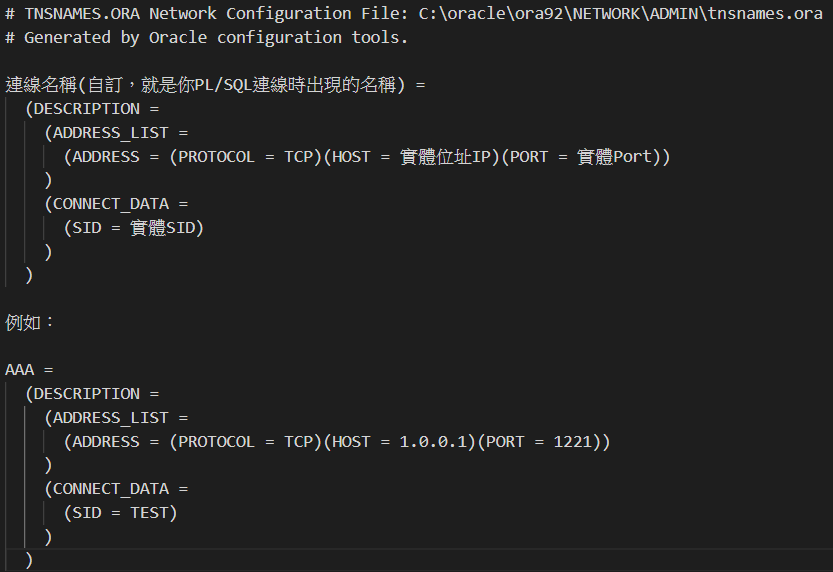 # TNSNAMES.ORA Network Configuration File: C:\oracle\ora92\NETWORK\ADMIN\tnsnames.ora
# Generated by Oracle configuration tools.

連線名稱(自訂，就是你PL/SQL連線時出現的名稱) =
  (DESCRIPTION =
    (ADDRESS_LIST =
      (ADDRESS = (PROTOCOL = TCP)(HOST = 實體位址IP)(PORT = 實體Port))
    )
    (CONNECT_DATA =
      (SID = 實體SID)
    )
  )

例如：

AAA =
  (DESCRIPTION =
    (ADDRESS_LIST =
      (ADDRESS = (PROTOCOL = TCP)(HOST = 1.0.0.1)(PORT = 1221))
    )
    (CONNECT_DATA =
      (SID = TEST)
    )
  )